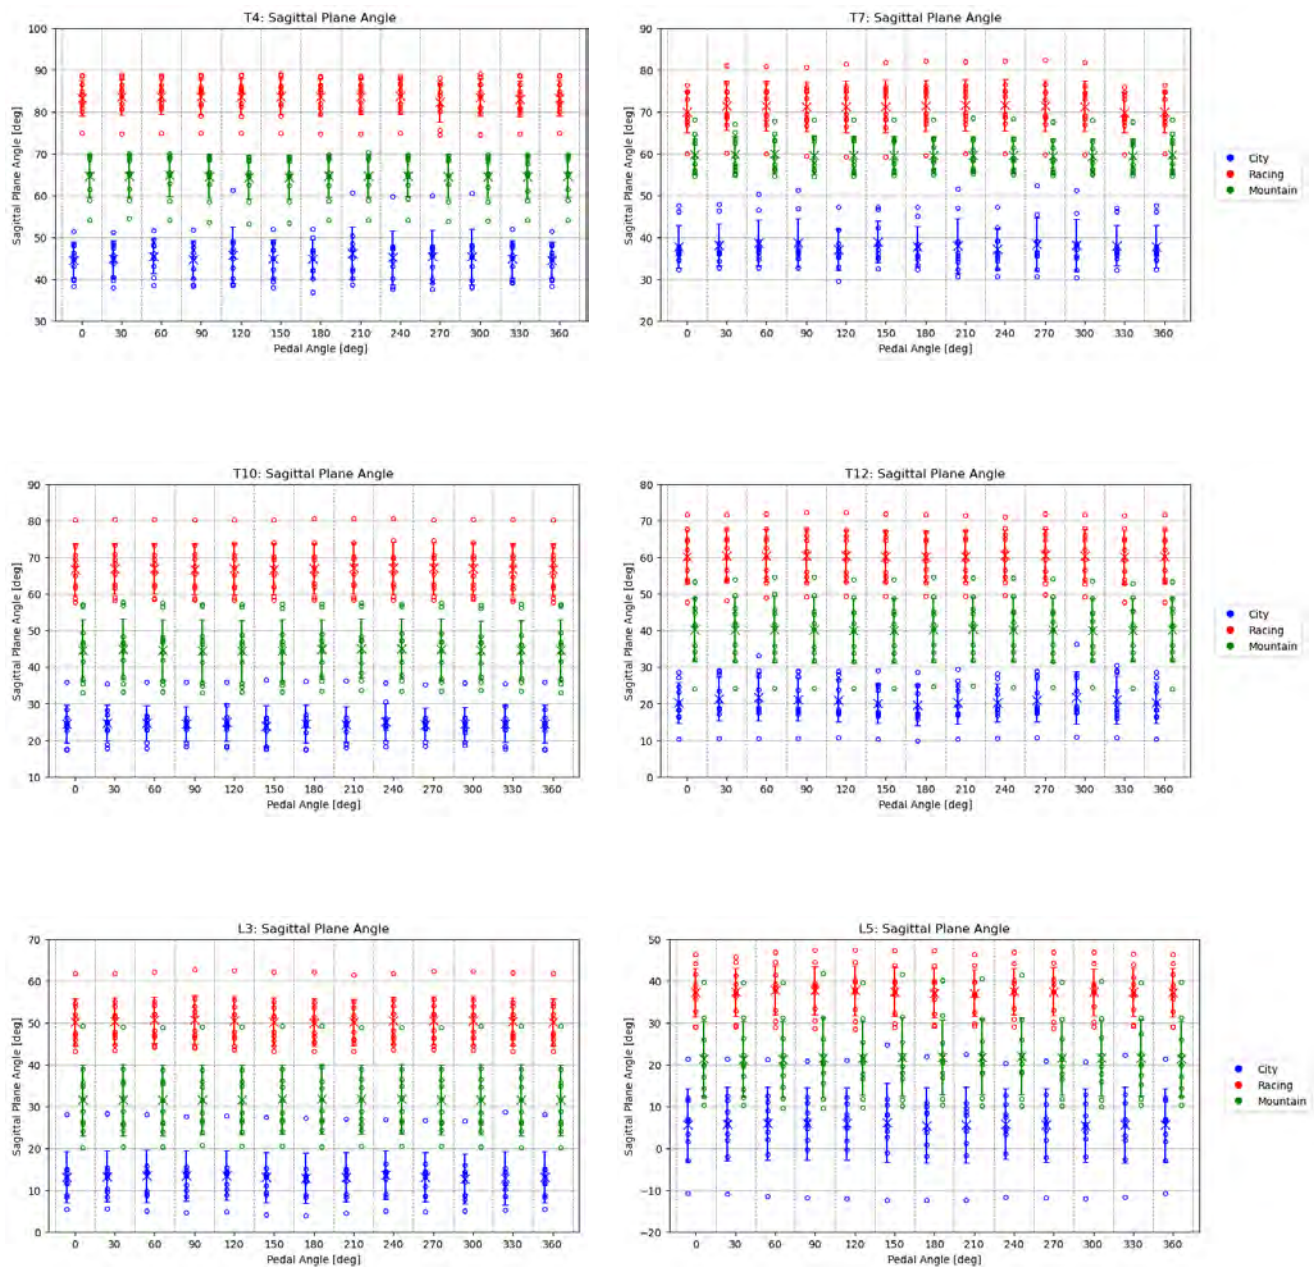 T4: Sagittal Plane Angle
Sagittal Plane Angle [deg]
100
90
80
70
60
50
40
30
0 30 60 90 120 150 180 210 240 270 300 330 360
Pedal Angle [deg]
T7: Sagittal Plane Angle
Sagittal Plane Angle [deg]
90
80
70
60
50
40
30
20
0 30 60 90 120 150 180 210 240 270 300 330 360
Pedal Angle [deg]
City
Racing
Mountain
T10: Sagittal Plane Angle
Sagittal Plane Angle [deg]
90
80
70
60
50
40
30
20
10
0 30 60 90 120 150 180 210 240 270 300 330 360
Pedal Angle [deg]
T12: Sagittal Plane Angle
Sagittal Plane Angle [deg]
80
70
60
50
40
30
20
10
0
0 30 60 90 120 150 180 210 240 270 300 330 360
Pedal Angle [deg]
City
Racing
Mountain
L3: Sagittal Plane Angle
Sagittal Plane Angle [deg]
70
60
50
40
30
20
10
0
0 30 60 90 120 150 180 210 240 270 300 330 360
Pedal Angle [deg]
L5: Sagittal Plane Angle
Sagittal Plane Angle [deg]
50
40
30
20
10
0
-10
-20
0 30 60 90 120 150 180 210 240 270 300 330 360
Pedal Angle [deg]
City
Racing
Mountain